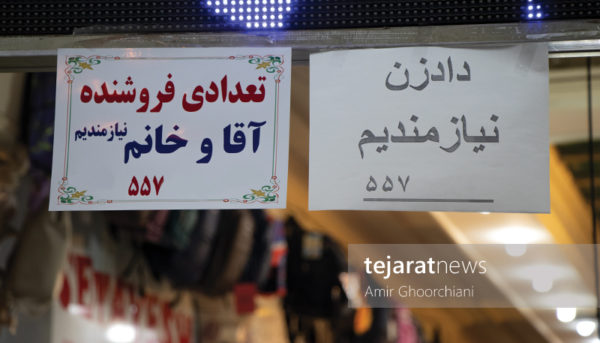 تعدادی فروشنده
آقا و خانم نیازمندیم
۵۵۷
دادزن
نیازمندیم
۵۵۷
tejaratnews
Amir Ghoorchiani